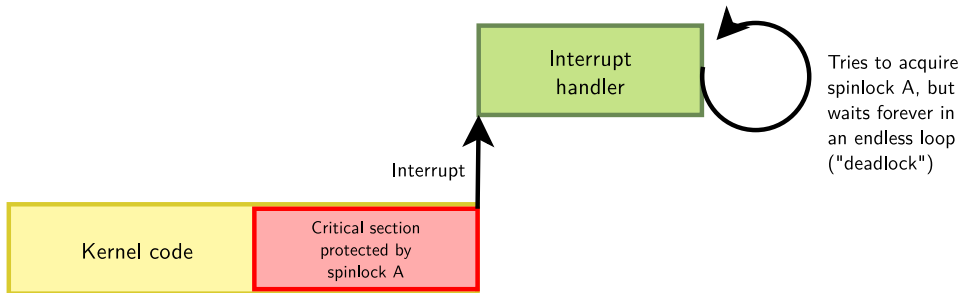 Interrupt
handler
Tries to acquire
spinlock A, but
waits forever in
an endless loop
("deadlock")
Interrupt
Kernel code
Critical section
protected by
spinlock A